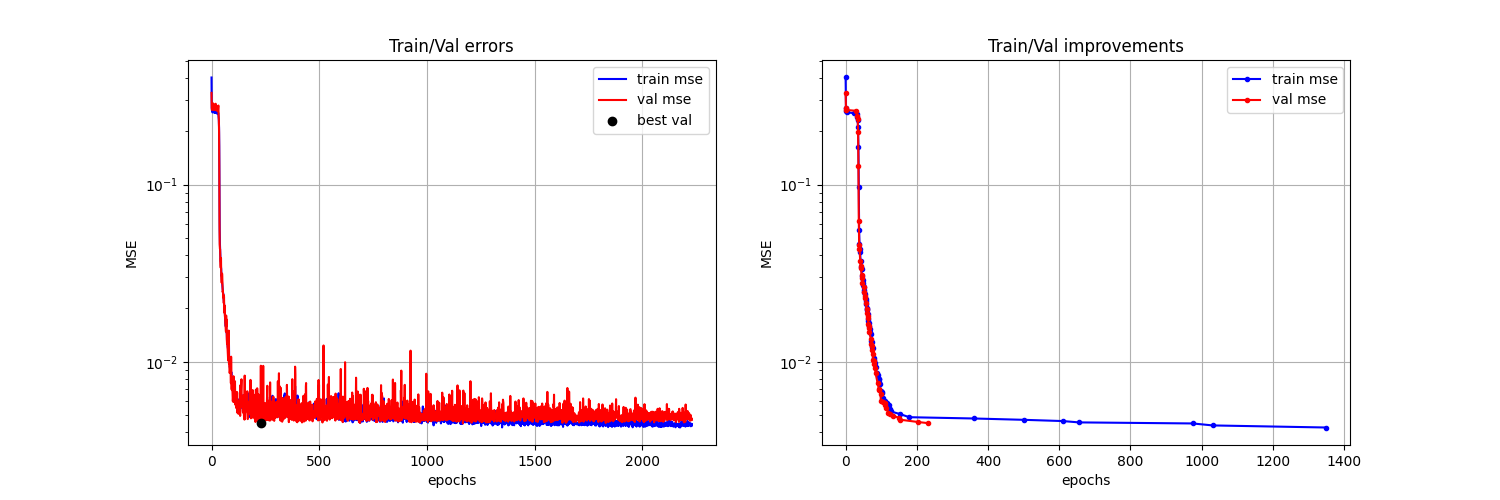 Train/Val errors
train mse
val mse
best val
MSE
10⁻¹
10⁻²
0 500 1000 1500 2000
epochs
Train/Val improvements
train mse
val mse
MSE
10⁻¹
10⁻²
0 200 400 600 800 1000 1200 1400
epochs